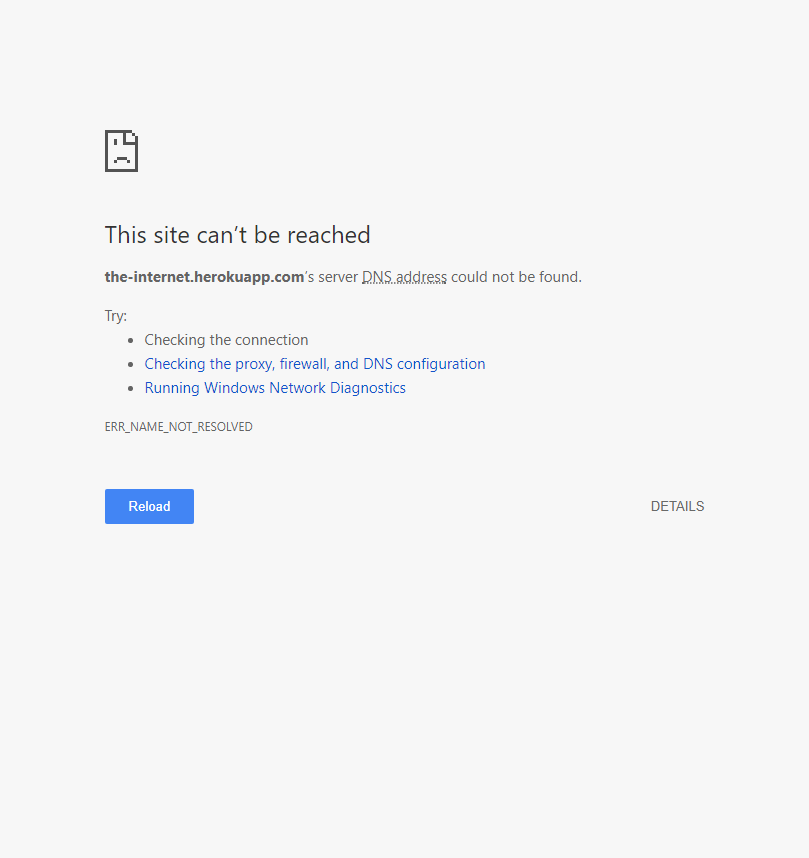 This site can’t be reached
the-internet.herokuapp.com’s server DNS address could not be found.
Try:
Checking the connection
Checking the proxy, firewall, and DNS configuration
Running Windows Network Diagnostics
ERR_NAME_NOT_RESOLVED
Reload DETAILS